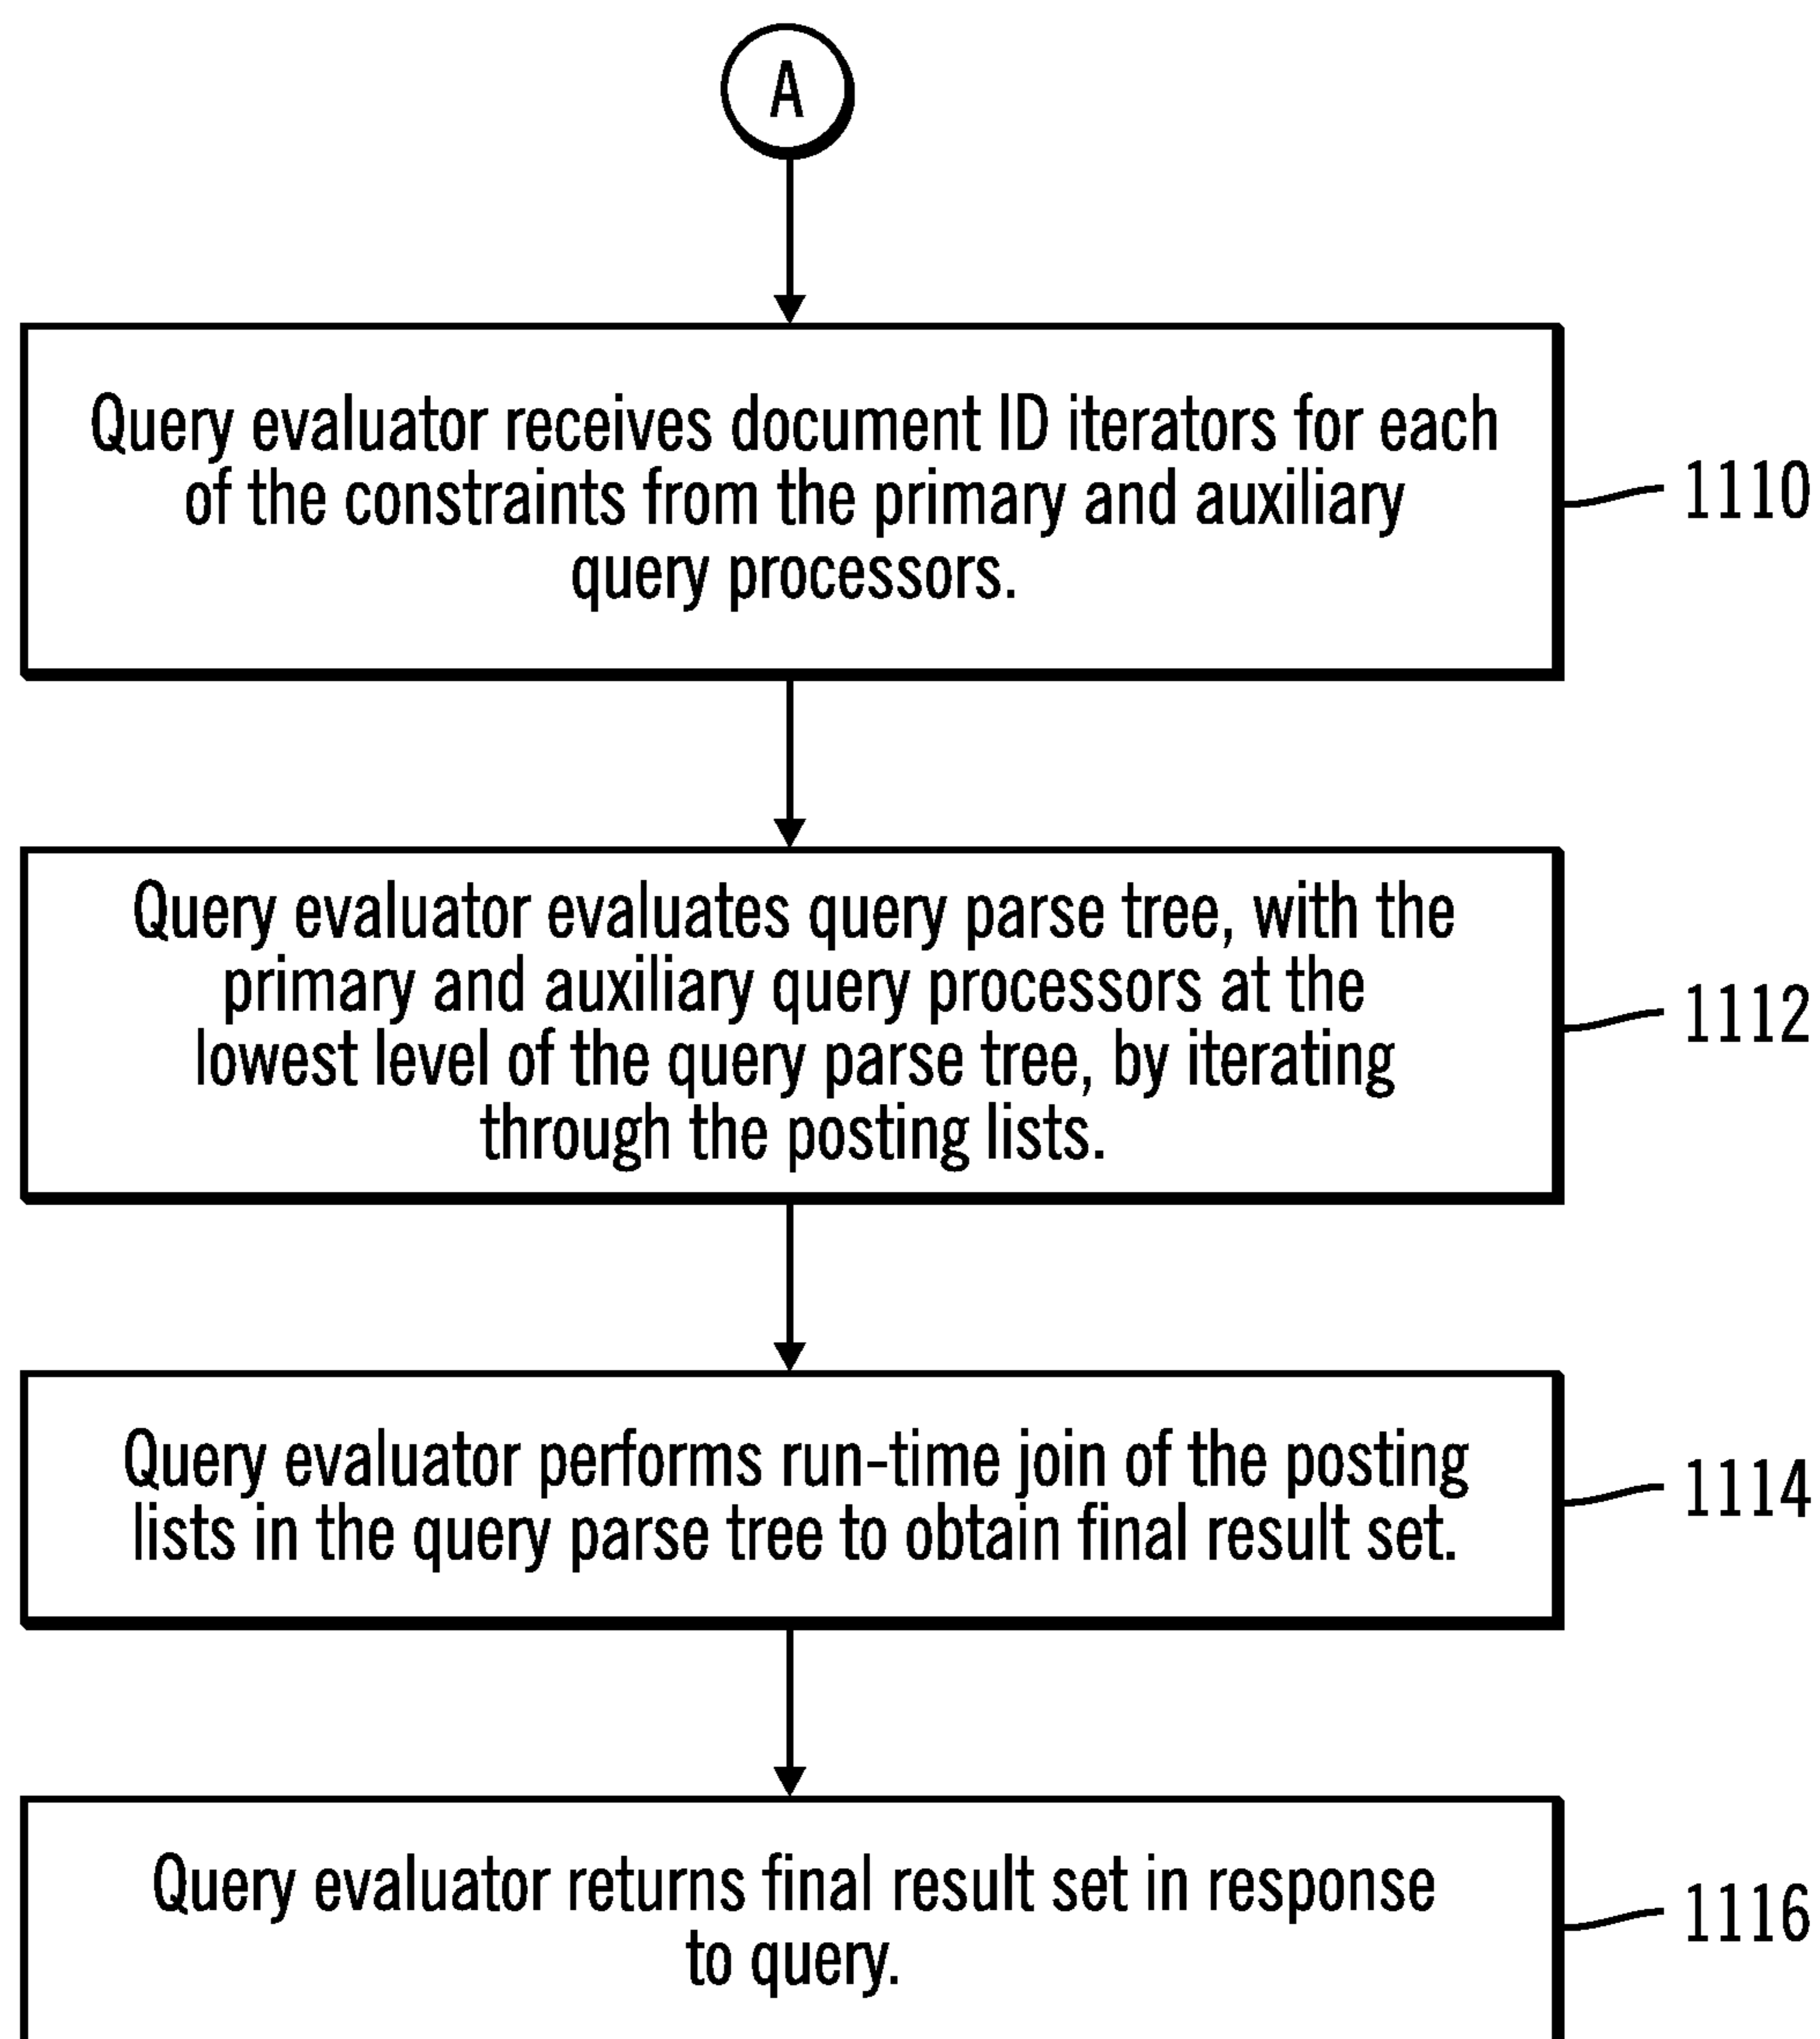 A
Query evaluator receives document ID iterators for each
of the constraints from the primary and auxiliary
query processors.
1110
Query evaluator evaluates query parse tree, with the
primary and auxiliary query processors at the
lowest level of the query parse tree, by iterating
through the posting lists.
1112
Query evaluator performs run-time join of the posting
lists in the query parse tree to obtain final result set.
1114
Query evaluator returns final result set in response
to query.
1116